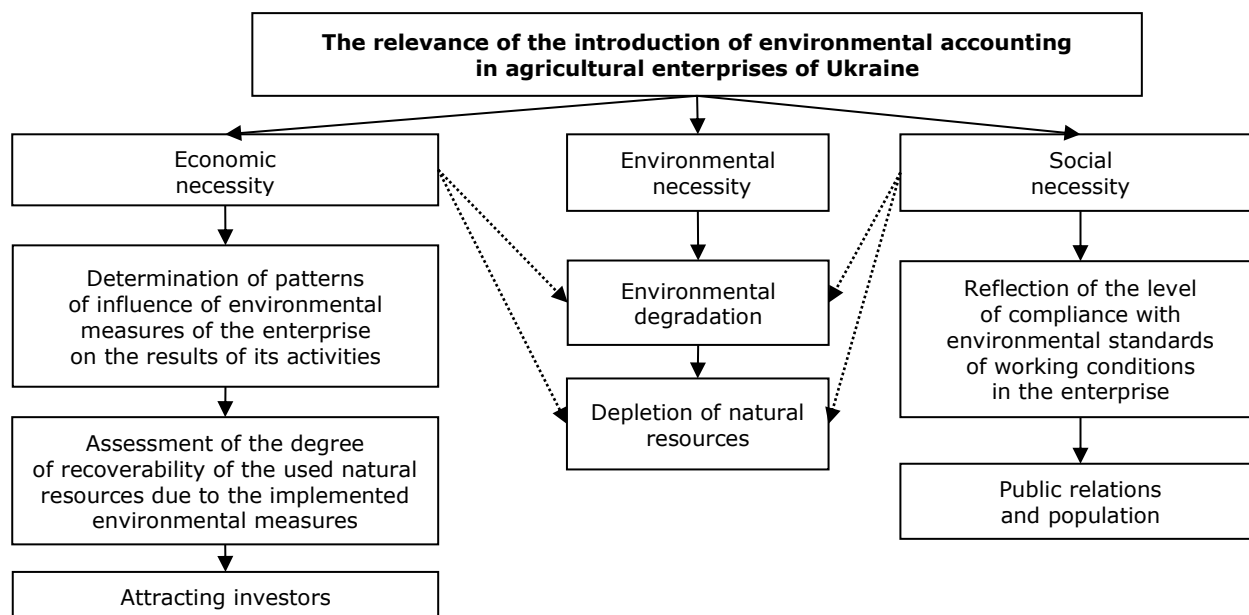 The relevance of the introduction of environmental accounting
in agricultural enterprises of Ukraine
Economic
necessity
Environmental
necessity
Social
necessity
Determination of patterns
of influence of environmental
measures of the enterprise
on the results of its activities
Environmental
degradation
Reflection of the level
of compliance with
environmental standards
of working conditions
in the enterprise
Assessment of the degree
of recoverability of the used natural
resources due to the implemented
environmental measures
Depletion of natural
resources
Public relations
and population
Attracting investors